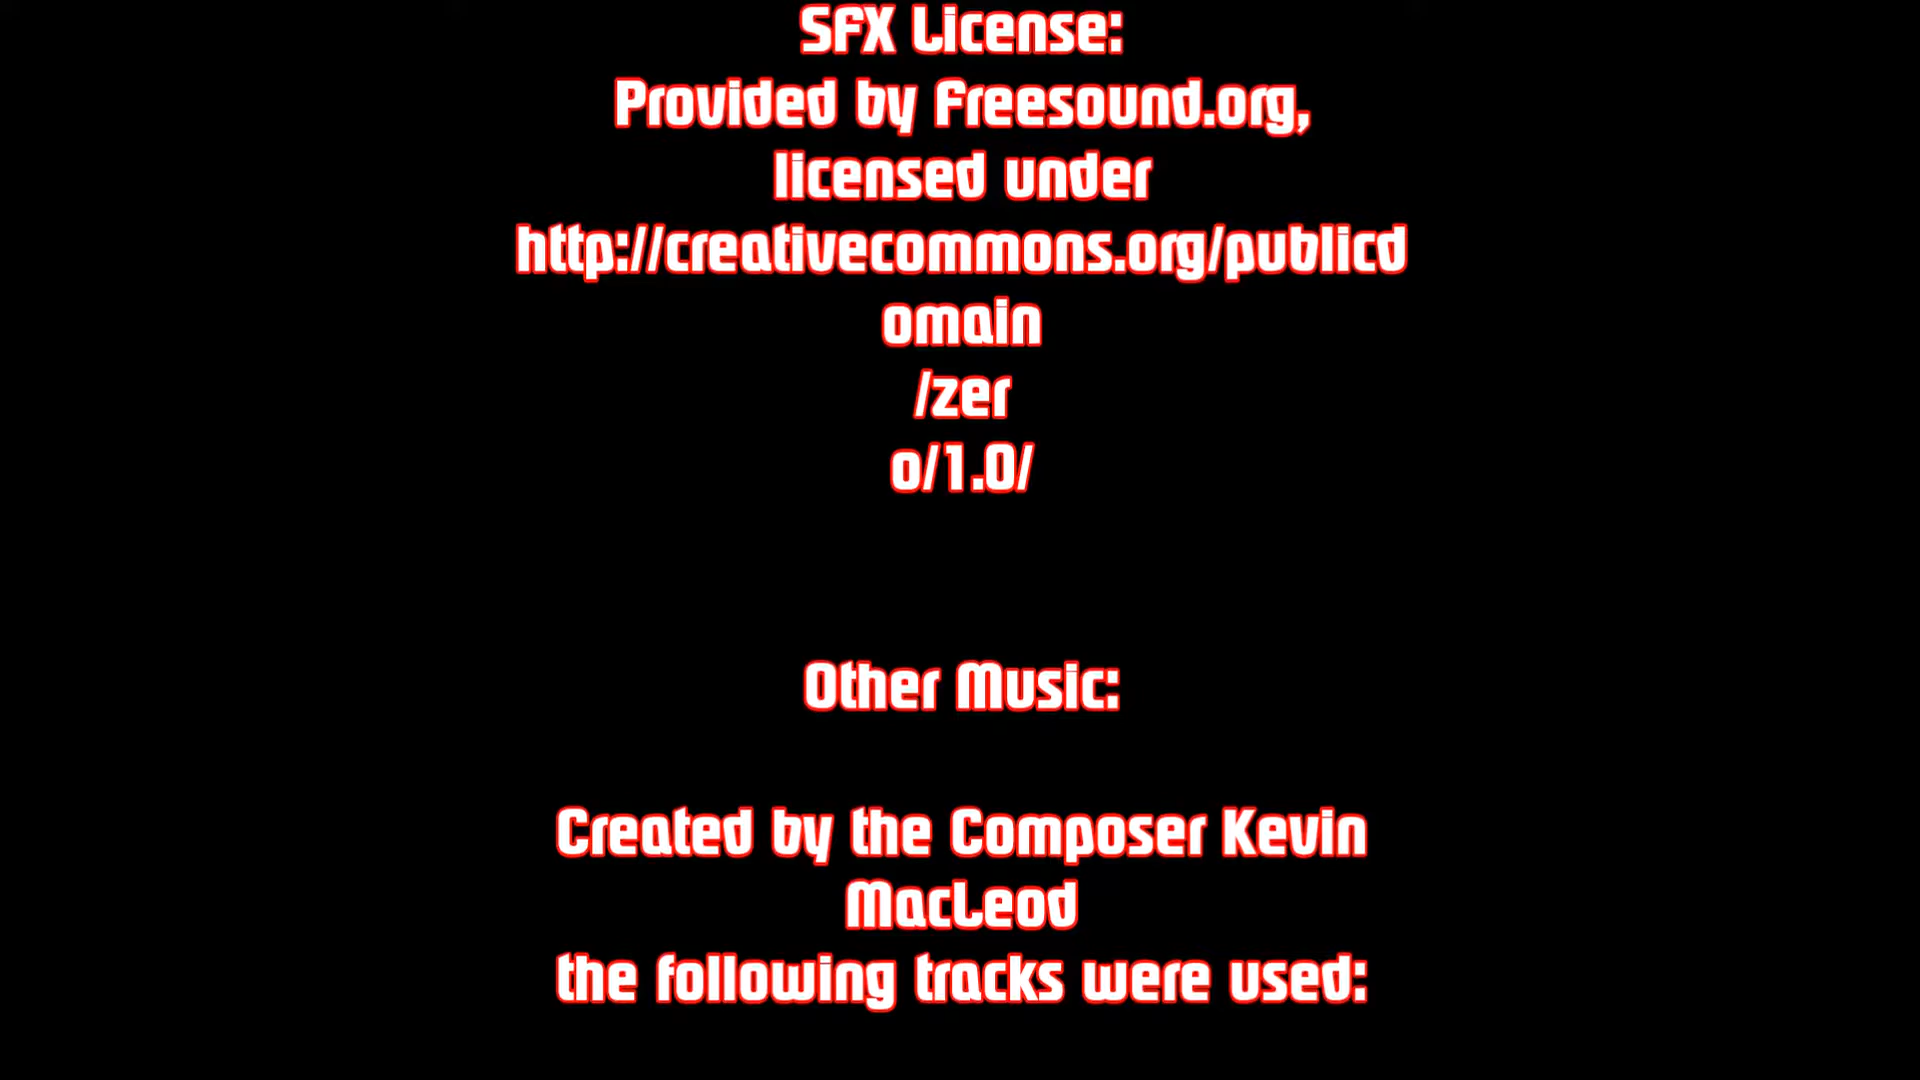 SFX License:
Provided by Freesound.org,
licensed under
http://creativecommons.org/publicd
omain
/zer
o/1.0/
Other Music:
Created by the Composer Kevin
MacLeod
the following tracks were used: